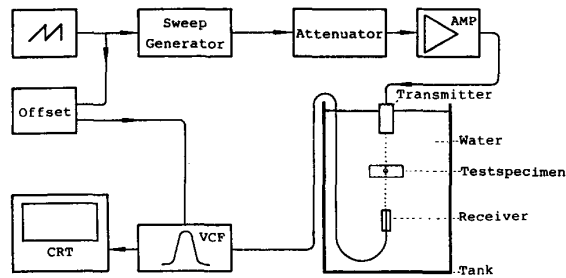 Sweep
Generator
Attenuator
AMP
Offset
Transmitter
Water
Testspecimen
Receiver
CRT
VCF
Tank